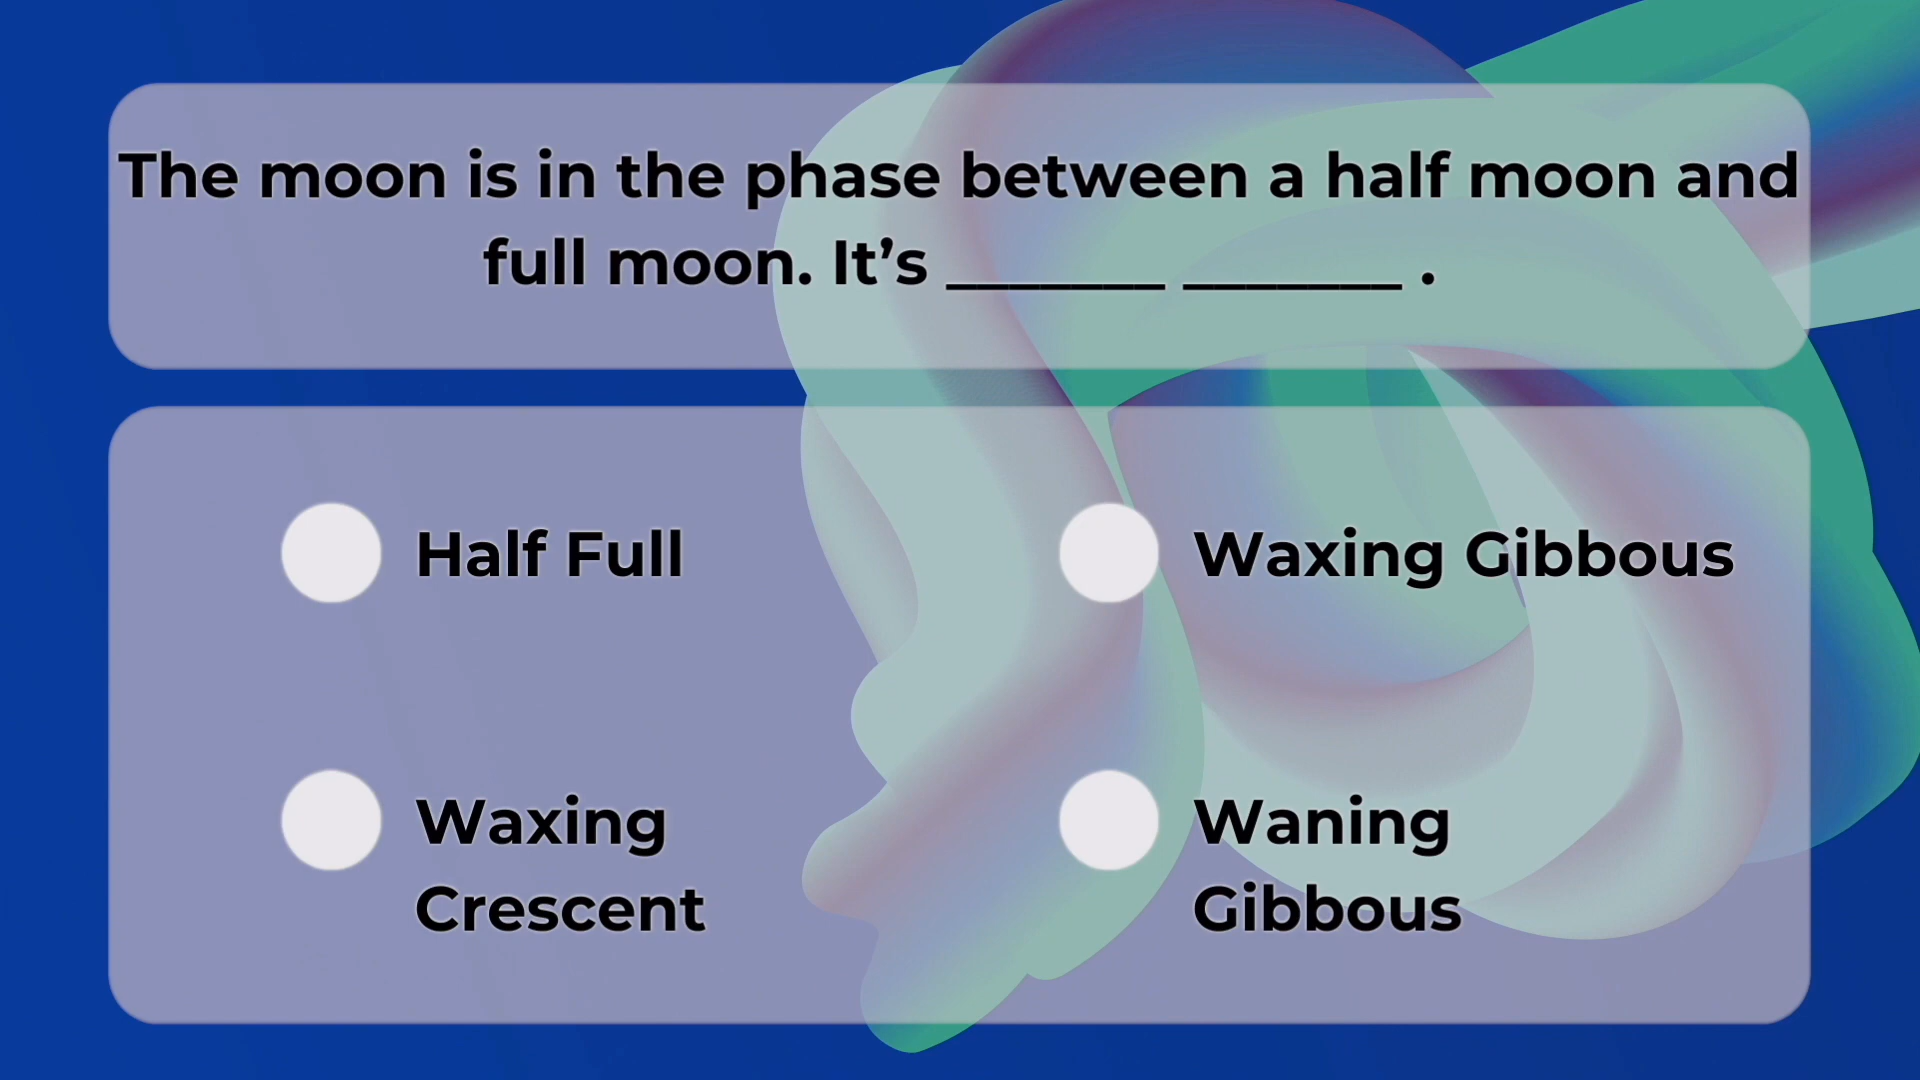 The moon is in the phase between a half moon and
full moon. It’s _______ _______ .
Half Full
Waxing Gibbous
Waxing
Crescent
Waning
Gibbous